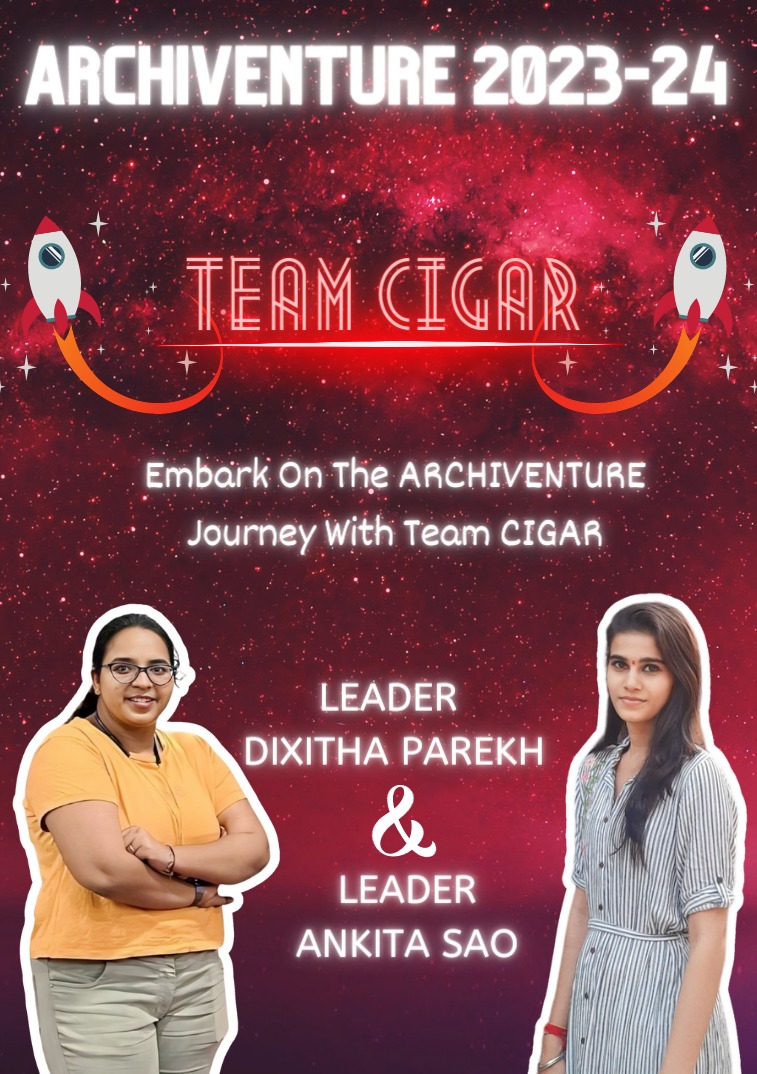 ARCHIVENTURE 2023-24
TEAM CIGAR
Embark On The ARCHIVENTURE
Journey With Team CIGAR
LEADER
DIXITHA PAREKH
&
LEADER
ANKITA SAO